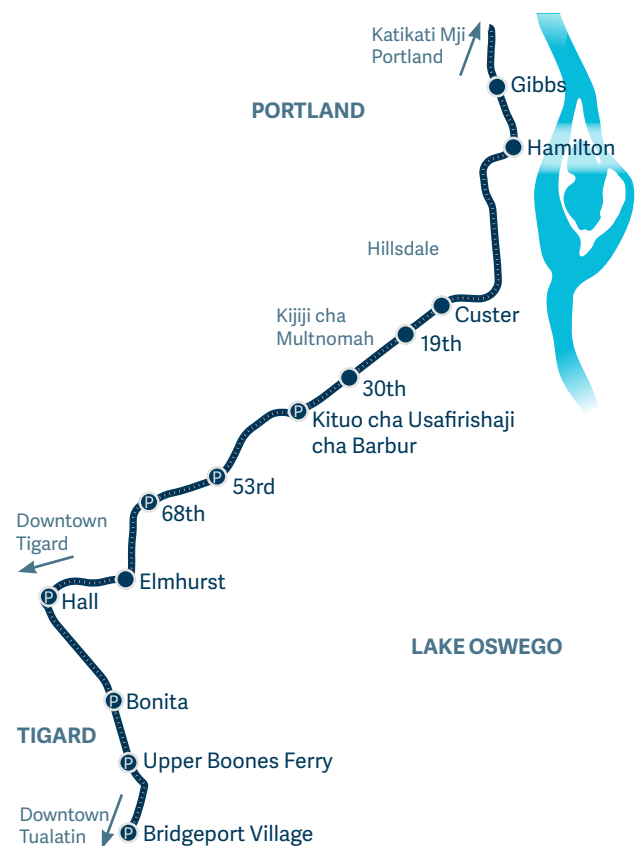 Katikati Mji
Portland
Gibbs
PORTLAND
Hamilton
Hillsdale
Custer
Kijiji cha
Multnomah
19th
30th
P
Kituo cha Usafirishaji
cha Barbur
P
53rd
P
68th
Downtown
Tigard
Elmhurst
P
Hall
LAKE OSWEGO
P
Bonita
TIGARD
P
Upper Boones Ferry
Downtown
Tualatin
P
Bridgeport Village